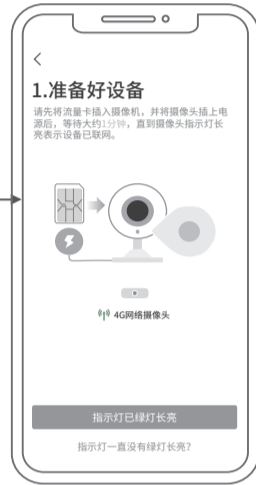 1.准备好设备
请先将流量卡插入摄像机，并将摄像头插上电
源后，等待大约1分钟，直到摄像头指示灯长
亮表示设备已联网。
4G网络摄像头
指示灯已绿灯长亮
指示灯一直没有绿灯长亮？